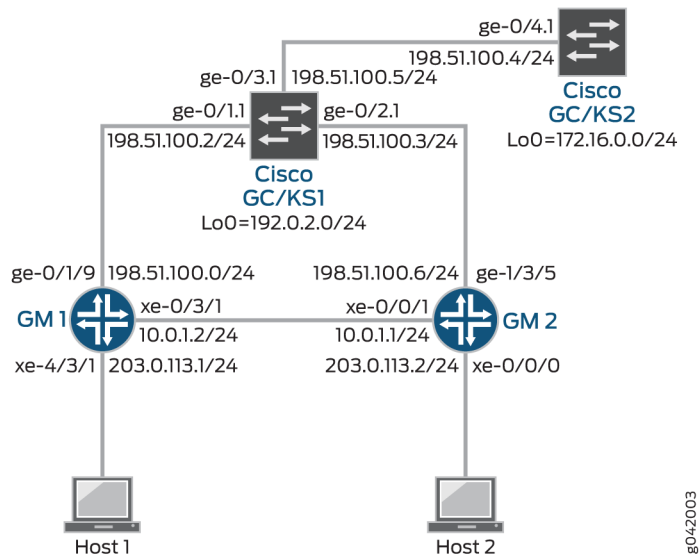 ge-0/4.1
198.51.100.4/24
ge-0/3.1 198.51.100.5/24
Cisco
GC/KS2
Lo0=172.16.0.0/24
ge-0/1.1 ge-0/2.1
198.51.100.2/24 198.51.100.3/24
Cisco
GC/KS1
Lo0=192.0.2.0/24
ge-0/1/9 198.51.100.0/24 198.51.100.6/24 ge-1/3/5
GM 1 xe-0/3/1 xe-0/0/1 GM 2
10.0.1.2/24 10.0.1.1/24
xe-4/3/1 203.0.113.1/24 203.0.113.2/24 xe-0/0/0
Host 1 Host 2
g042003